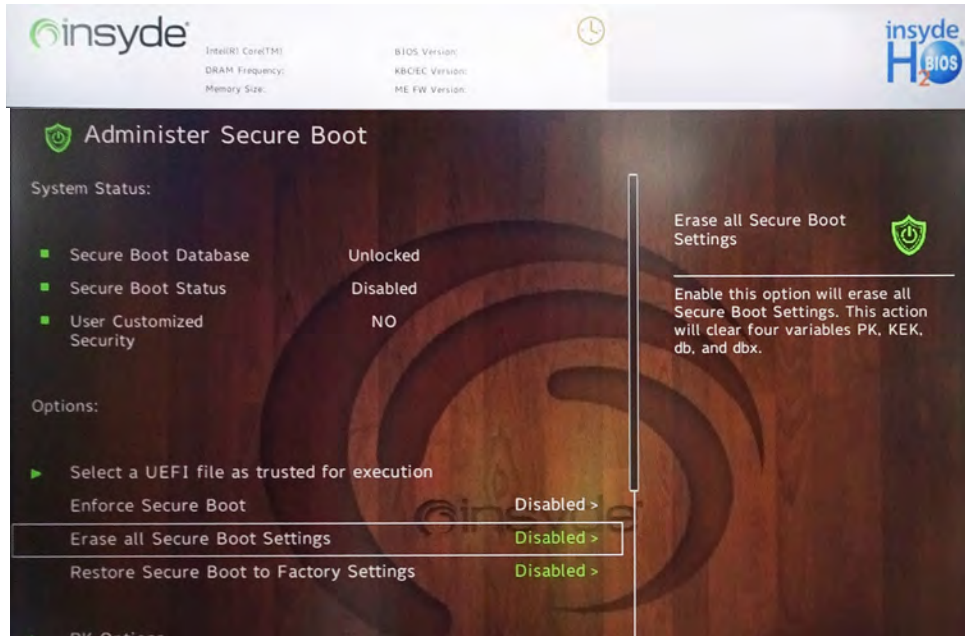 insyde
insyde
H2BIOS
Intel(R) Core(TM)
BIOS Version:
DRAM Frequency:
KBC/EC Version:
Memory Size:
ME FW Version:
Administer Secure Boot
System Status:
Secure Boot Database Unlocked
Secure Boot Status Disabled
User Customized NO
Security
Options:
Select a UEFI file as trusted for execution
Enforce Secure Boot Disabled >
Erase all Secure Boot Settings Disabled >
Restore Secure Boot to Factory Settings Disabled >
PK Options
Erase all Secure Boot
Settings
Enable this option will erase all
Secure Boot Settings. This action
will clear four variables PK, KEK,
db, and dbx.
insyde